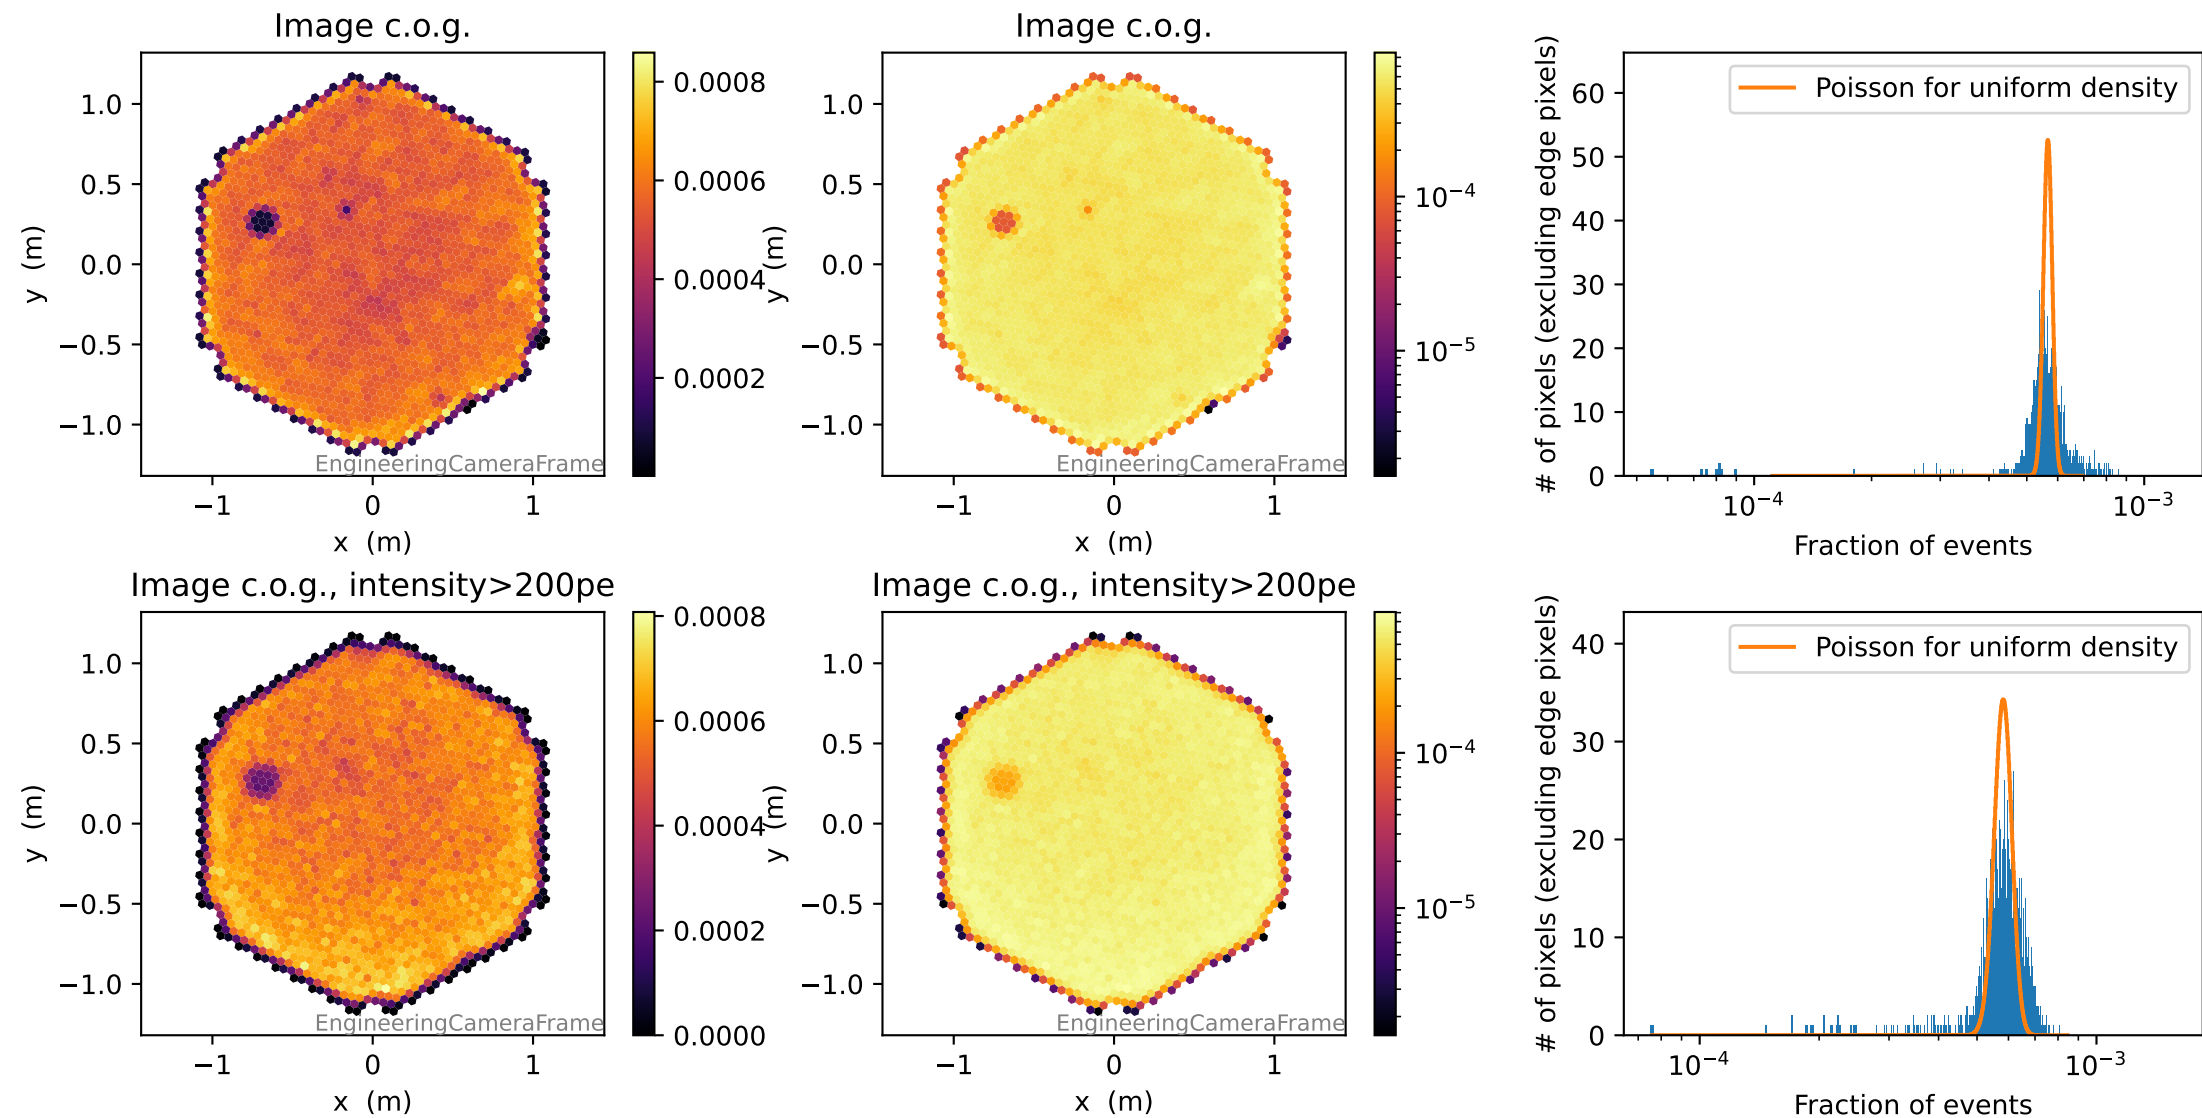 Image c.o.g.
y (m)
1.0
0.5
0.0
−0.5
−1.0
−1
0
1
x (m)
EngineeringCameraFrame
0.0008
0.0006
0.0004
0.0002
Image c.o.g.
y (m)
1.0
0.5
0.0
−0.5
−1.0
−1
0
1
x (m)
EngineeringCameraFrame
10⁻⁴
10⁻⁵
# of pixels (excluding edge pixels)
60
50
40
30
20
10
0
Poisson for uniform density
10⁻⁴
10⁻³
Fraction of events
Image c.o.g., intensity>200pe
y (m)
1.0
0.5
0.0
−0.5
−1.0
−1
0
1
x (m)
EngineeringCameraFrame
0.0008
0.0006
0.0004
0.0002
0.0000
Image c.o.g., intensity>200pe
y (m)
1.0
0.5
0.0
−0.5
−1.0
−1
0
1
x (m)
EngineeringCameraFrame
10⁻⁴
10⁻⁵
# of pixels (excluding edge pixels)
40
30
20
10
0
Poisson for uniform density
10⁻⁴
10⁻³
Fraction of events